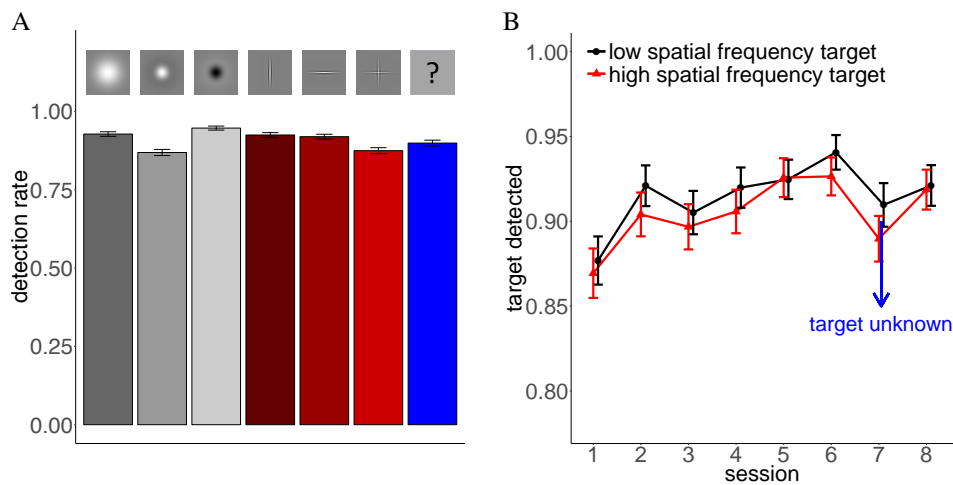 A
?
1.00
0.75
0.50
0.25
0.00
detection rate
B
low spatial frequency target
high spatial frequency target
1.00
0.95
0.90
0.85
0.80
target detected
target unknown
1 2 3 4 5 6 7 8
session